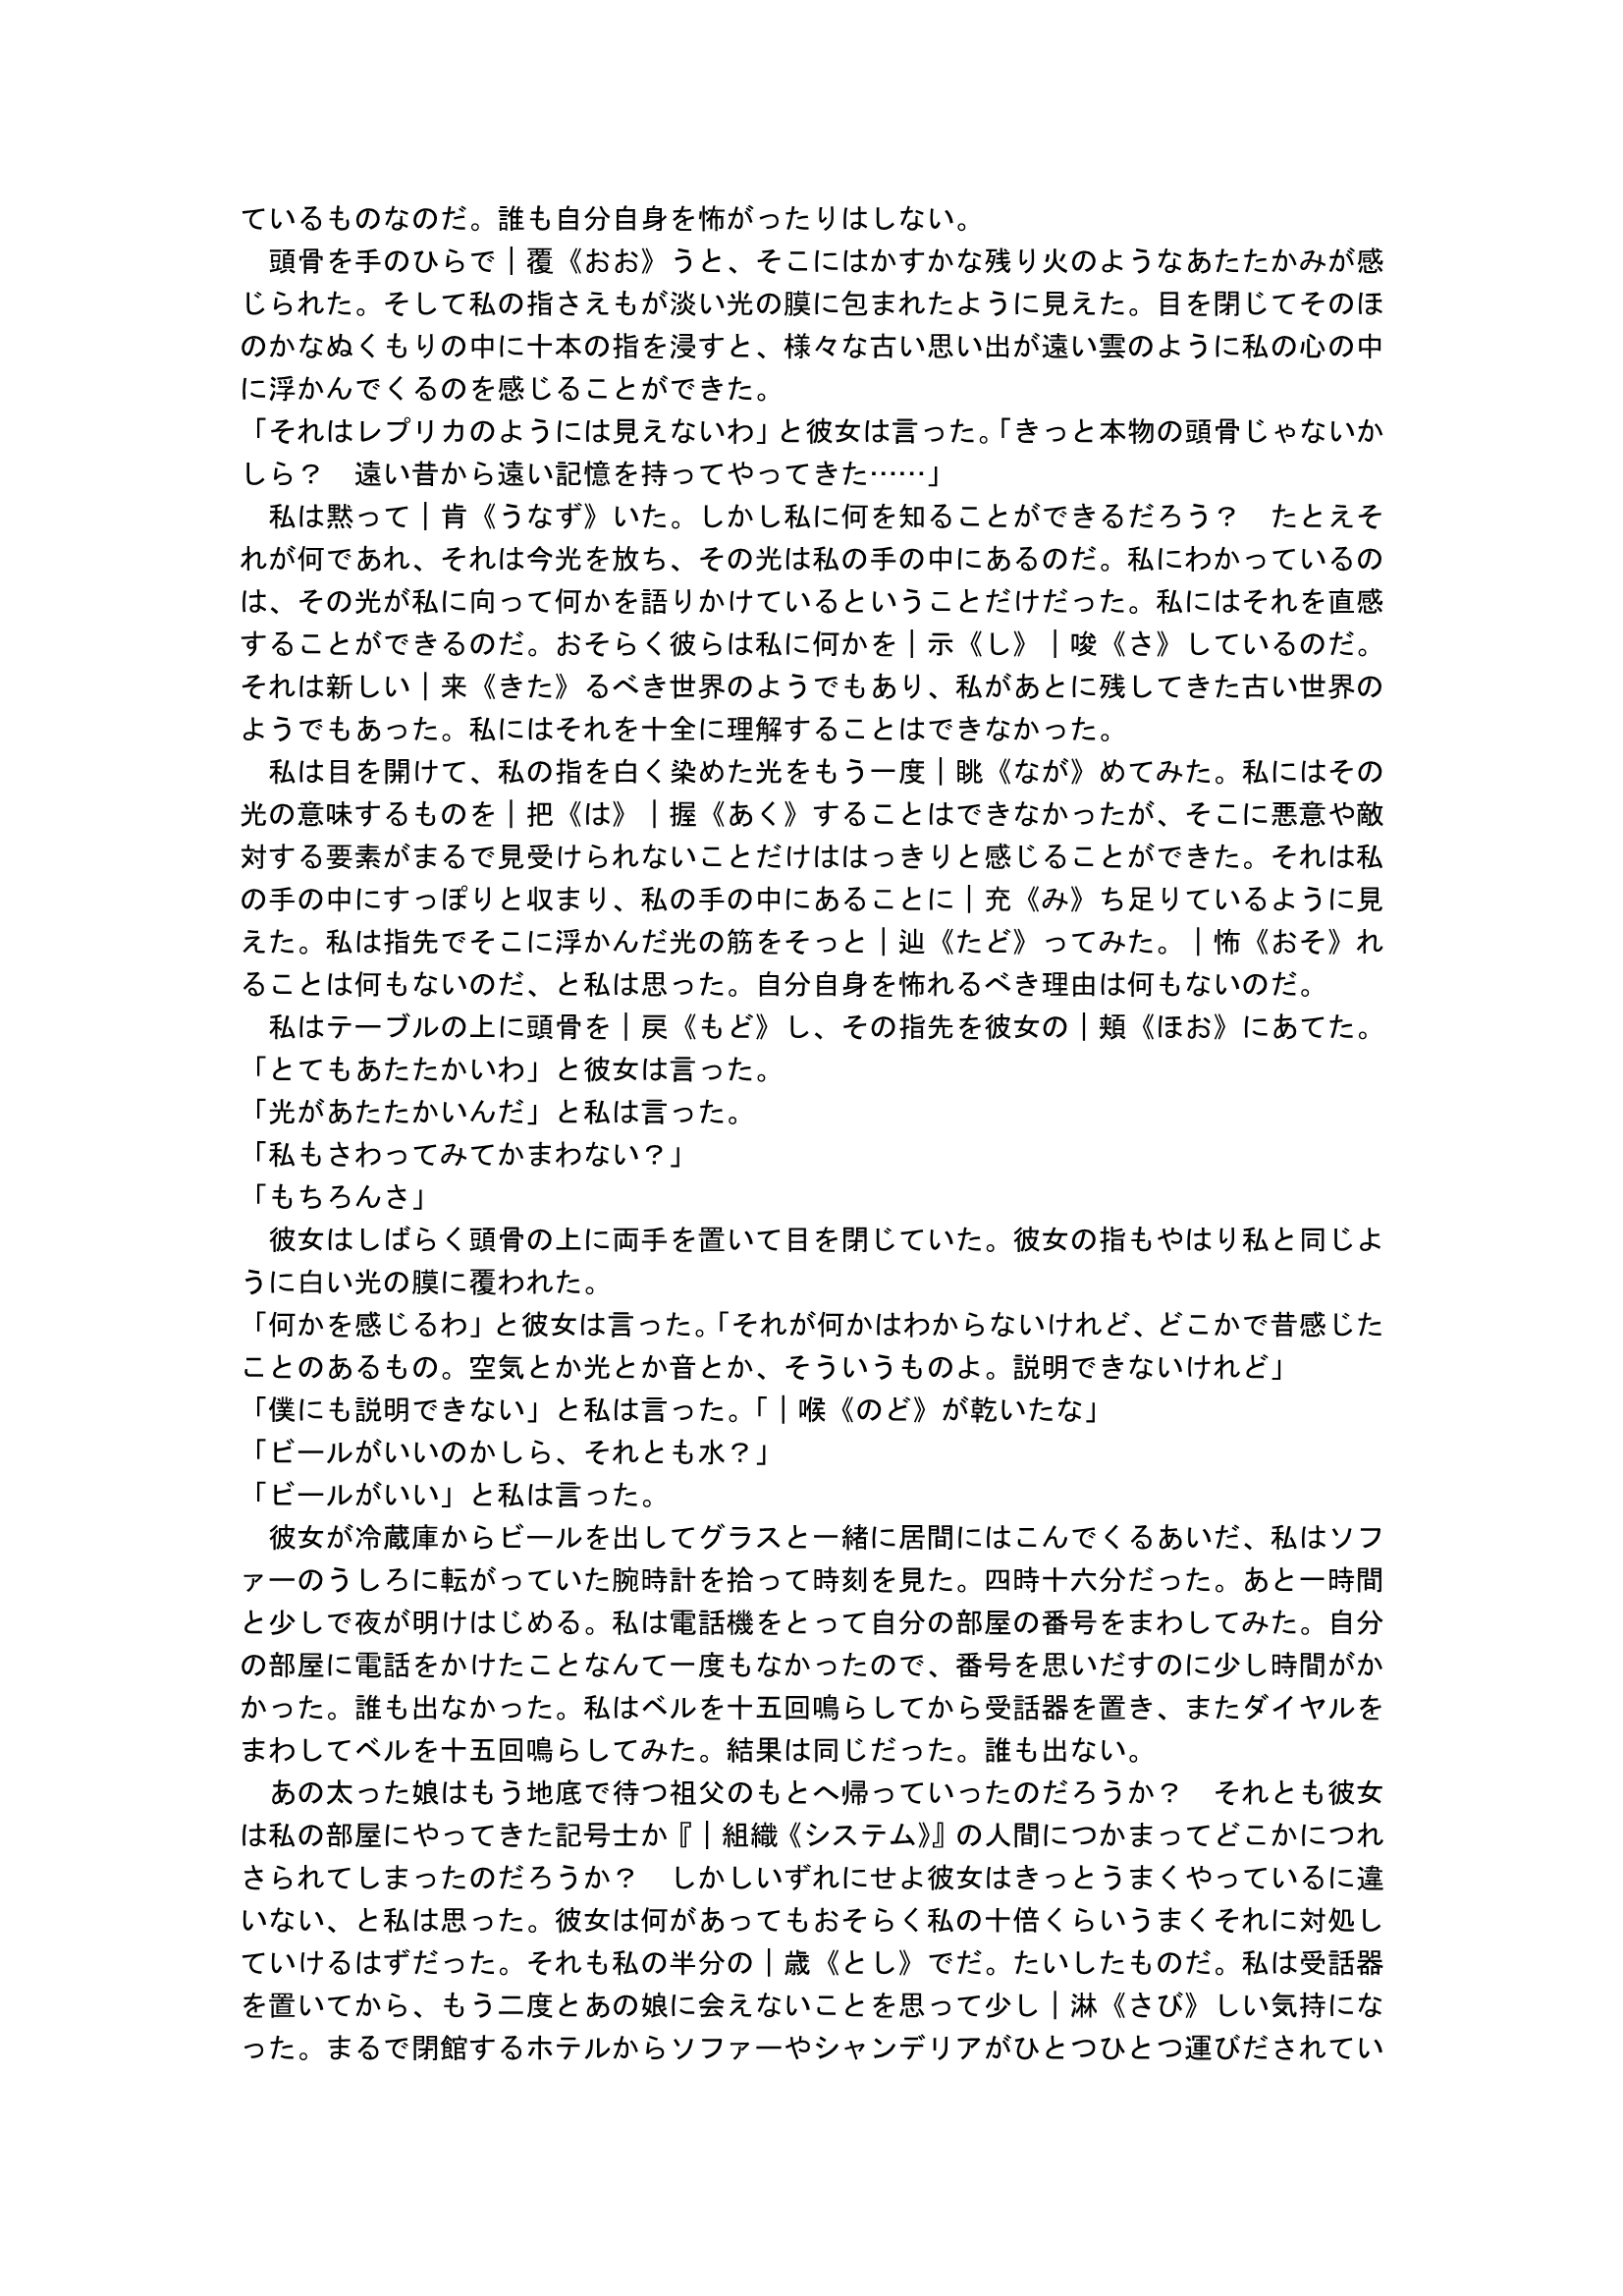 ているものなのだ。誰も自分自身を怖がったりはしない。
　頭骨を手のひらで｜覆《おお》うと、そこにはかすかな残り火のようなあたたかみが感
じられた。そして私の指さえもが淡い光の膜に包まれたように見えた。目を閉じてそのほ
のかなぬくもりの中に十本の指を浸すと、様々な古い思い出が遠い雲のように私の心の中
に浮かんでくるのを感じることができた。
「それはレプリカのようには見えないわ」と彼女は言った。「きっと本物の頭骨じゃないか
しら？　遠い昔から遠い記憶を持ってやってきた……」
　私は黙って｜肯《うなず》いた。しかし私に何を知ることができるだろう？　たとえそ
れが何であれ、それは今光を放ち、その光は私の手の中にあるのだ。私にわかっているの
は、その光が私に向って何かを語りかけているということだけだった。私にはそれを直感
することができるのだ。おそらく彼らは私に何かを｜示《し》｜唆《さ》しているのだ。
それは新しい｜来《きた》るべき世界のようでもあり、私があとに残してきた古い世界の
ようでもあった。私にはそれを十全に理解することはできなかった。
　私は目を開けて、私の指を白く染めた光をもう一度｜眺《なが》めてみた。私にはその
光の意味するものを｜把《は》｜握《あく》することはできなかったが、そこに悪意や敵
対する要素がまるで見受けられないことだけははっきりと感じることができた。それは私
の手の中にすっぽりと収まり、私の手の中にあることに｜充《み》ち足りているように見
えた。私は指先でそこに浮かんだ光の筋をそっと｜辿《たど》ってみた。｜怖《おそ》れ
ることは何もないのだ、と私は思った。自分自身を怖れるべき理由は何もないのだ。
　私はテーブルの上に頭骨を｜戻《もど》し、その指先を彼女の｜頬《ほお》にあてた。
「とてもあたたかいわ」と彼女は言った。
「光があたたかいんだ」と私は言った。
「私もさわってみてかまわない？」
「もちろんさ」
　彼女はしばらく頭骨の上に両手を置いて目を閉じていた。彼女の指もやはり私と同じよ
うに白い光の膜に覆われた。
「何かを感じるわ」と彼女は言った。「それが何かはわからないけれど、どこかで昔感じた
ことのあるもの。空気とか光とか音とか、そういうものよ。説明できないけれど」
「僕にも説明できない」と私は言った。「｜喉《のど》が乾いたな」
「ビールがいいのかしら、それとも水？」
「ビールがいい」と私は言った。
　彼女が冷蔵庫からビールを出してグラスと一緒に居間にはこんでくるあいだ、私はソフ
ァーのうしろに転がっていた腕時計を拾って時刻を見た。四時十六分だった。あと一時間
と少しで夜が明けはじめる。私は電話機をとって自分の部屋の番号をまわしてみた。自分
の部屋に電話をかけたことなんて一度もなかったので、番号を思いだすのに少し時間がか
かった。誰も出なかった。私はベルを十五回鳴らしてから受話器を置き、またダイヤルを
まわしてベルを十五回鳴らしてみた。結果は同じだった。誰も出ない。
　あの太った娘はもう地底で待つ祖父のもとへ帰っていったのだろうか？　それとも彼女
は私の部屋にやってきた記号士か『｜組織《システム》』の人間につかまってどこかにつれ
さられてしまったのだろうか？　しかしいずれにせよ彼女はきっとうまくやっているに違
いない、と私は思った。彼女は何があってもおそらく私の十倍くらいうまくそれに対処し
ていけるはずだった。それも私の半分の｜歳《とし》でだ。たいしたものだ。私は受話器
を置いてから、もう二度とあの娘に会えないことを思って少し｜淋《さび》しい気持にな
った。まるで閉館するホテルからソファーやシャンデリアがひとつひとつ運びだされてい